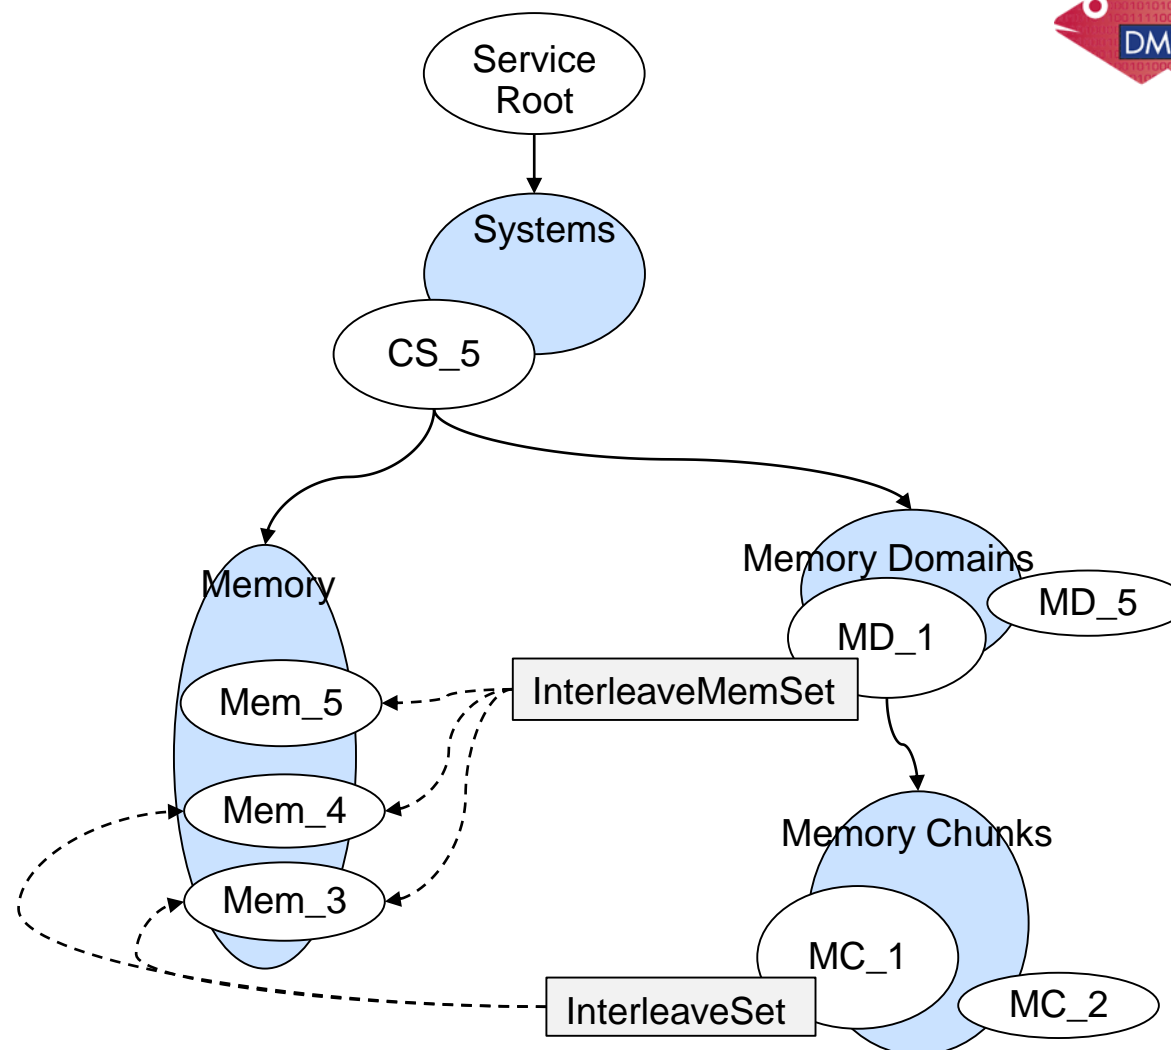 Service
Root
DM
Systems
CS_5
Memory
Memory Domains
MD_5
MD_1
InterleaveMemSet
Mem_5
Mem_4
Memory Chunks
Mem_3
MC_1
MC_2
InterleaveSet